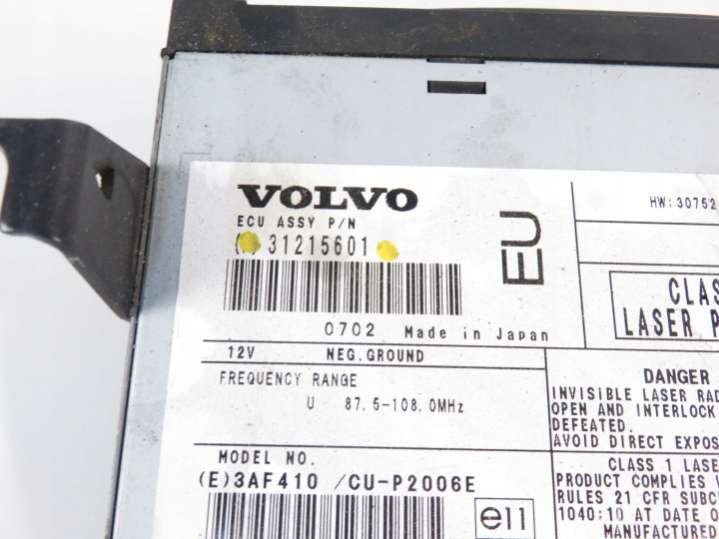 VOLVO
ECU ASSY P/N
31215601
EU
HW: 30752
0702 Made in Japan
12V NEG.GROUND
FREQUENCY RANGE
U 87.5-108.0MHz
MODEL NO.
(E)3AF410 /CU-P2006E
e11
CLAS
LASER P
DANGER
INVISIBLE LASER RAD
OPEN AND INTERLOCK
DEFEATED.
AVOID DIRECT EXPOS
CLASS 1 LASE
PRODUCT COMPLIES
RULES 21 CFR SUBC
1040:10 AT DATE O
MANUFACTURED